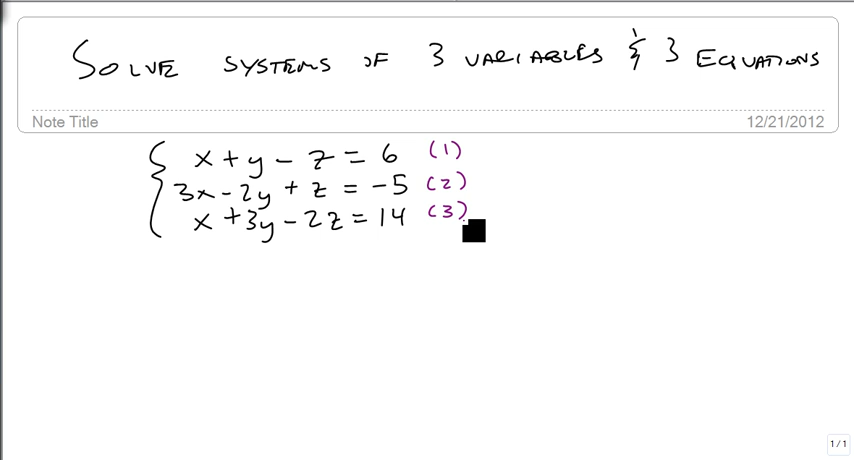 SOLVE SYSTEMS OF 3 VARIABLES & 3 EQUATIONS
Note Title 12/21/2012
x + y - z = 6 (1)
3x - 2y + z = -5 (2)
x + 3y - 2z = 14 (3)
1 / 1